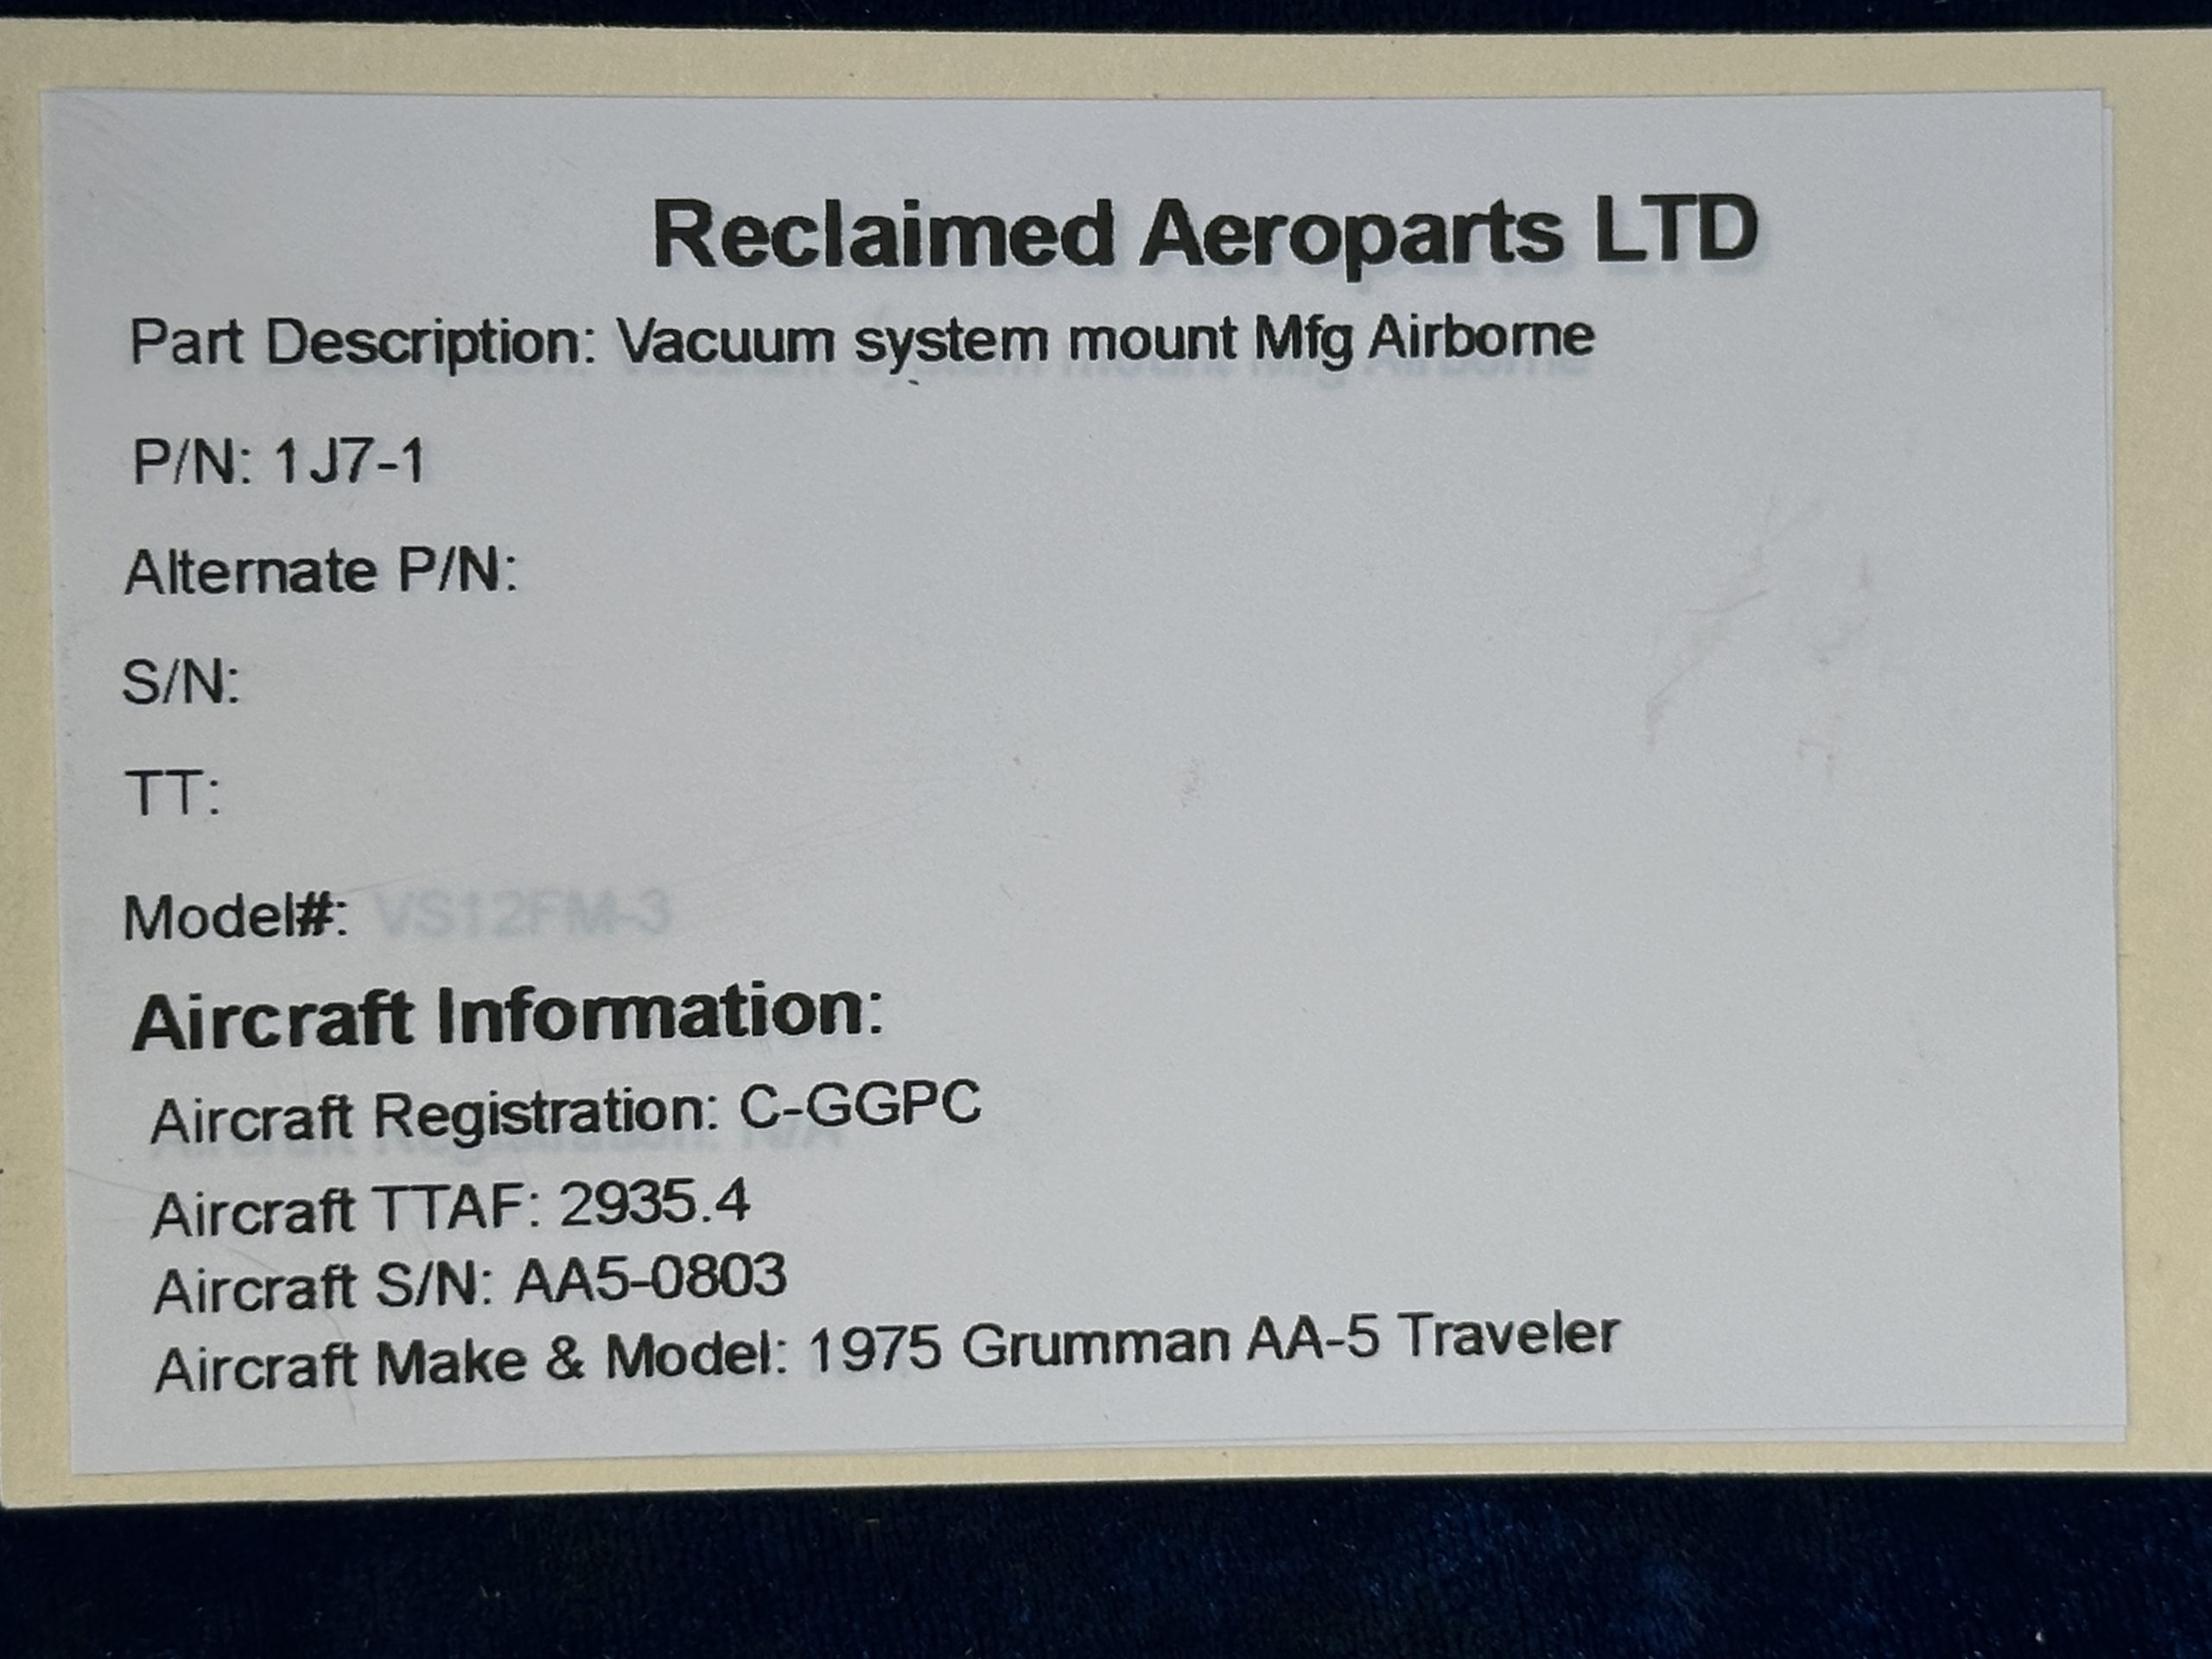 Reclaimed Aeroparts LTD
Part Description: Vacuum system mount Mfg Airborne
P/N: 1J7-1
Alternate P/N:
S/N:
TT:
Model#: VS12FM-3
Aircraft Information:
Aircraft Registration: C-GGPC
Aircraft TTAF: 2935.4
Aircraft S/N: AA5-0803
Aircraft Make & Model: 1975 Grumman AA-5 Traveler